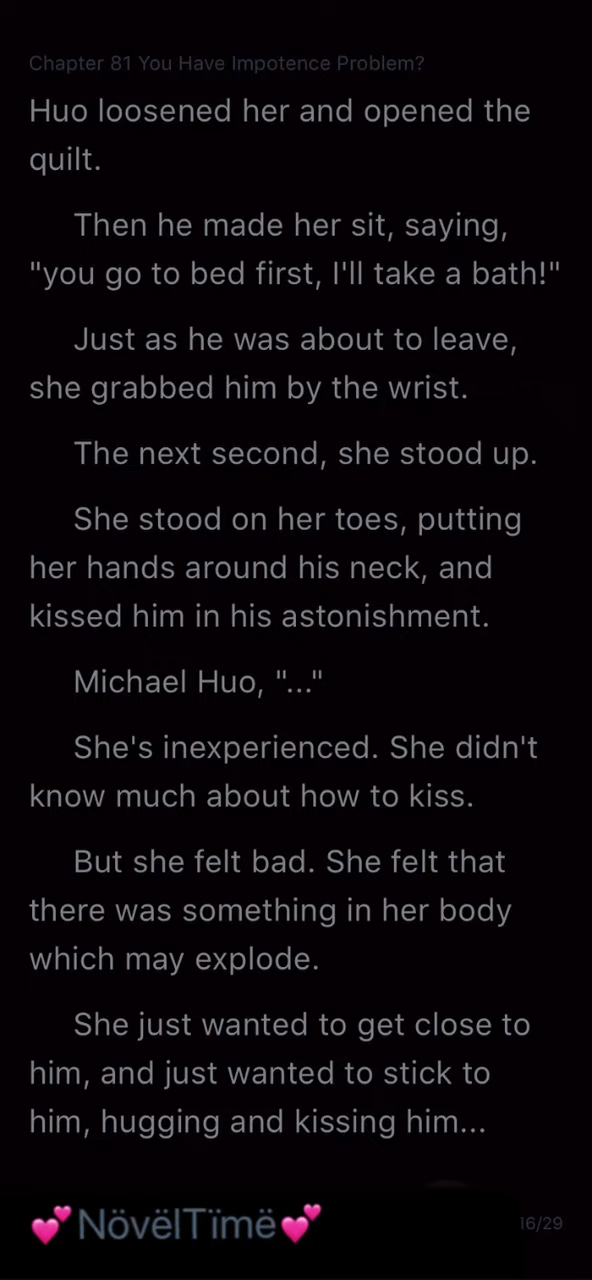 Chapter 81 You Have Impotence Problem?
Huo loosened her and opened the
quilt.
Then he made her sit, saying,
"you go to bed first, I'll take a bath!"
Just as he was about to leave,
she grabbed him by the wrist.
The next second, she stood up.
She stood on her toes, putting
her hands around his neck, and
kissed him in his astonishment.
Michael Huo, "..."
She's inexperienced. She didn't
know much about how to kiss.
But she felt bad. She felt that
there was something in her body
which may explode.
She just wanted to get close to
him, and just wanted to stick to
him, hugging and kissing him...
💕NövëlTïmë💕
16/29